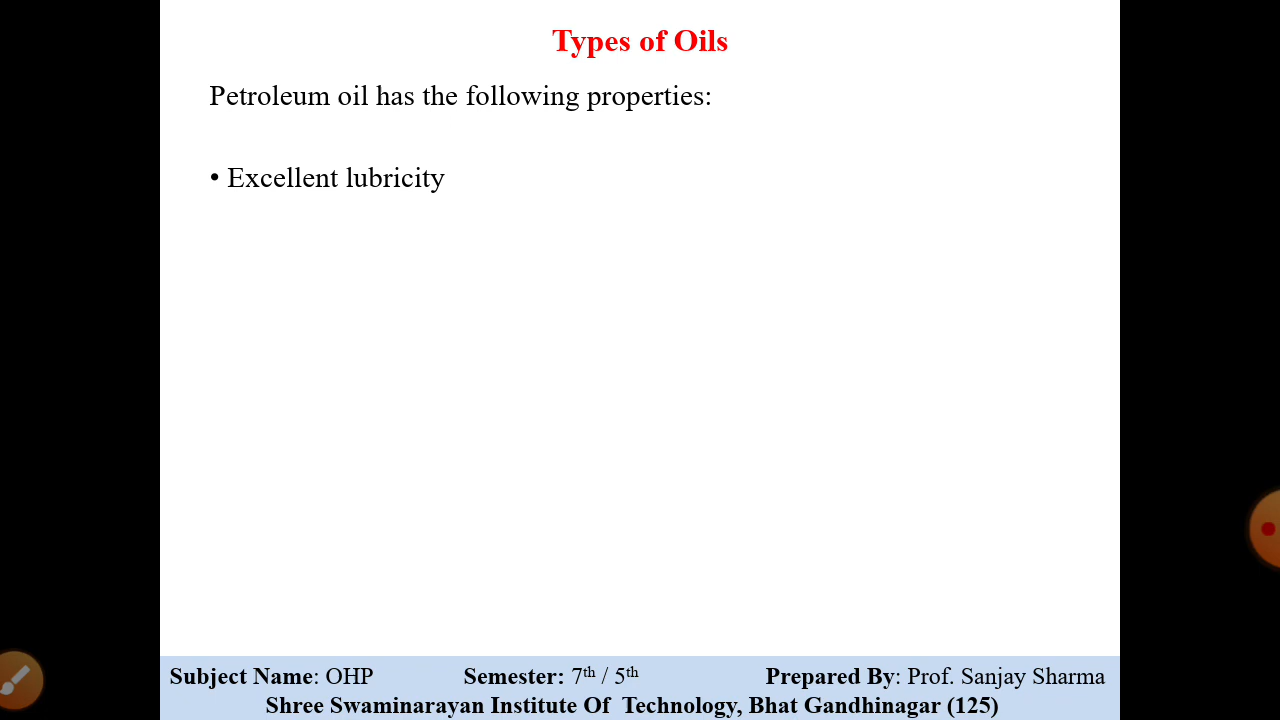 Types of Oils
Petroleum oil has the following properties:
• Excellent lubricity
Subject Name: OHP Semester: 7th / 5th Prepared By: Prof. Sanjay Sharma
Shree Swaminarayan Institute Of Technology, Bhat Gandhinagar (125)